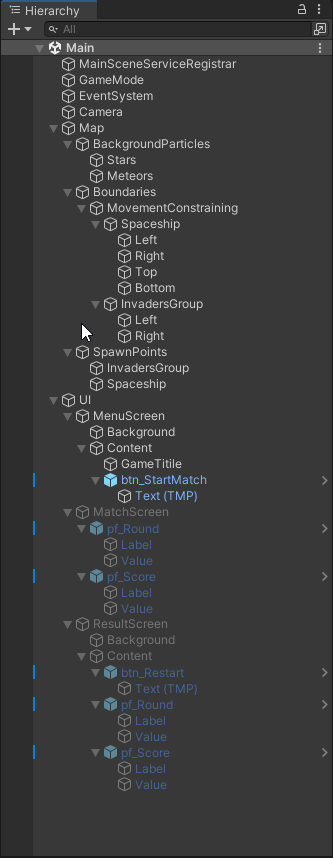 Hierarchy
All
Main
MainSceneServiceRegistrar
GameMode
EventSystem
Camera
Map
BackgroundParticles
Stars
Meteors
Boundaries
MovementConstraining
Spaceship
Left
Right
Top
Bottom
InvadersGroup
Left
Right
SpawnPoints
InvadersGroup
Spaceship
UI
MenuScreen
Background
Content
GameTitile
btn_StartMatch
Text (TMP)
MatchScreen
pf_Round
Label
Value
pf_Score
Label
Value
ResultScreen
Background
Content
btn_Restart
Text (TMP)
pf_Round
Label
Value
pf_Score
Label
Value